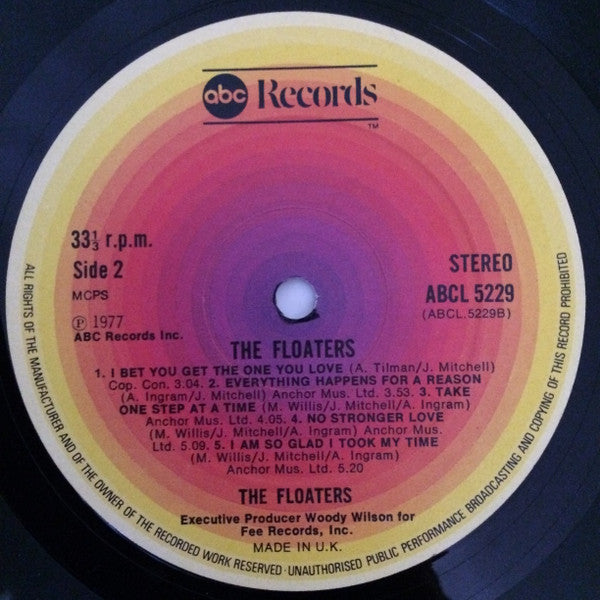 abc Records
TM
33⅓ r.p.m.
Side 2
MCPS
℗ 1977
ABC Records Inc.
STEREO
ABCL 5229
(ABCL.5229B)
THE FLOATERS
1. I BET YOU GET THE ONE YOU LOVE (A. Tilman/J. Mitchell)
Cop. Con. 3.04. 2. EVERYTHING HAPPENS FOR A REASON
(A. Ingram/J. Mitchell) Anchor Mus. Ltd. 3.53. 3. TAKE
ONE STEP AT A TIME (M. Willis/J. Mitchell/A. Ingram)
Anchor Mus. Ltd. 4.05. 4. NO STRONGER LOVE
(M. Willis/J. Mitchell/A. Ingram) Anchor Mus.
Ltd. 5.09. 5. I AM SO GLAD I TOOK MY TIME
(M. Willis/J. Mitchell/A. Ingram)
Anchor Mus. Ltd. 5.20
THE FLOATERS
Executive Producer Woody Wilson for
Fee Records, Inc.
MADE IN U.K.
ALL RIGHTS OF THE MANUFACTURER AND OF THE OWNER OF THE RECORDED WORK RESERVED · UNAUTHORISED PUBLIC PERFORMANCE BROADCASTING AND COPYING OF THIS RECORD PROHIBITED